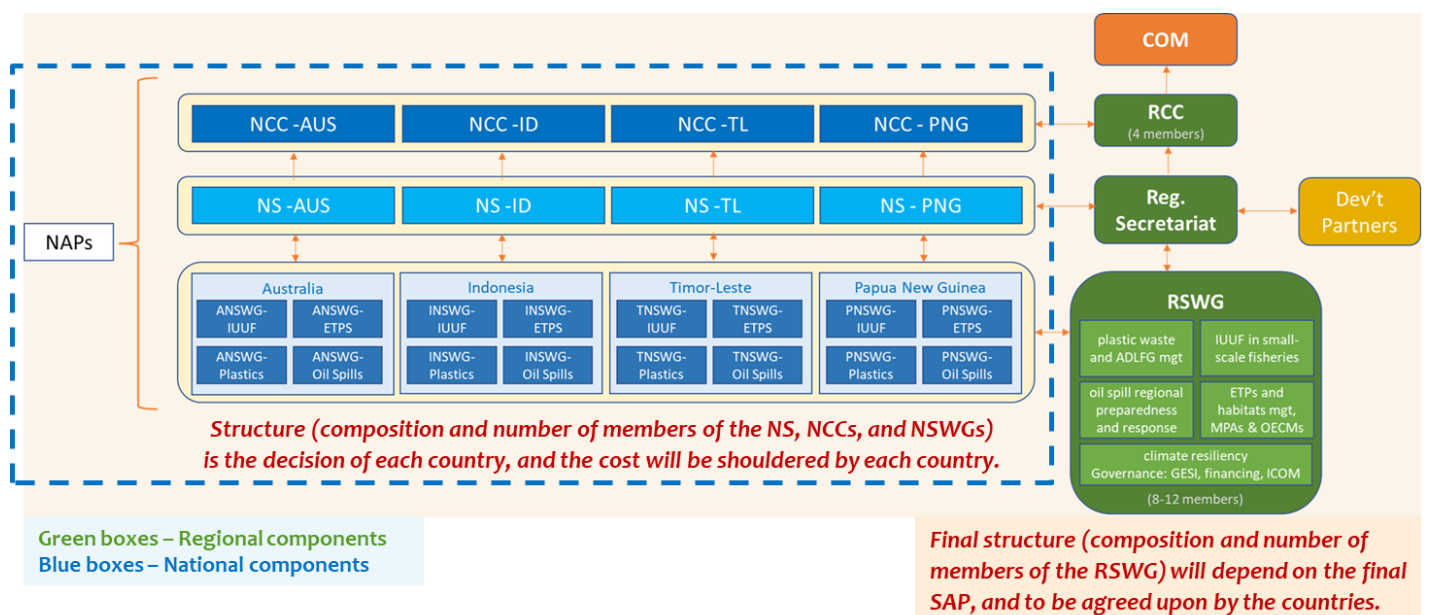 COM
NCC -AUS
NCC -ID
NCC -TL
NCC - PNG
RCC
(4 members)
NS -AUS
NS -ID
NS -TL
NS - PNG
Reg.
Secretariat
Dev't
Partners
NAPs
Australia
ANSWG-
IUUF
ANSWG-
ETPS
ANSWG-
Plastics
ANSWG-
Oil Spills
Indonesia
INSWG-
IUUF
INSWG-
ETPS
INSWG-
Plastics
INSWG-
Oil Spills
Timor-Leste
TNSWG-
IUUF
TNSWG-
ETPS
TNSWG-
Plastics
TNSWG-
Oil Spills
Papua New Guinea
PNSWG-
IUUF
PNSWG-
ETPS
PNSWG-
Plastics
PNSWG-
Oil Spills
RSWG
plastic waste
and ADLFG mgt
IUUF in small-
scale fisheries
oil spill regional
preparedness
and response
ETPs and
habitats mgt,
MPAs & OECMs
climate resiliency
Governance: GESI, financing, ICOM
(8-12 members)
Structure (composition and number of members of the NS, NCCs, and NSWGs)
is the decision of each country, and the cost will be shouldered by each country.
Green boxes – Regional components
Blue boxes – National components
Final structure (composition and number of
members of the RSWG) will depend on the final
SAP, and to be agreed upon by the countries.